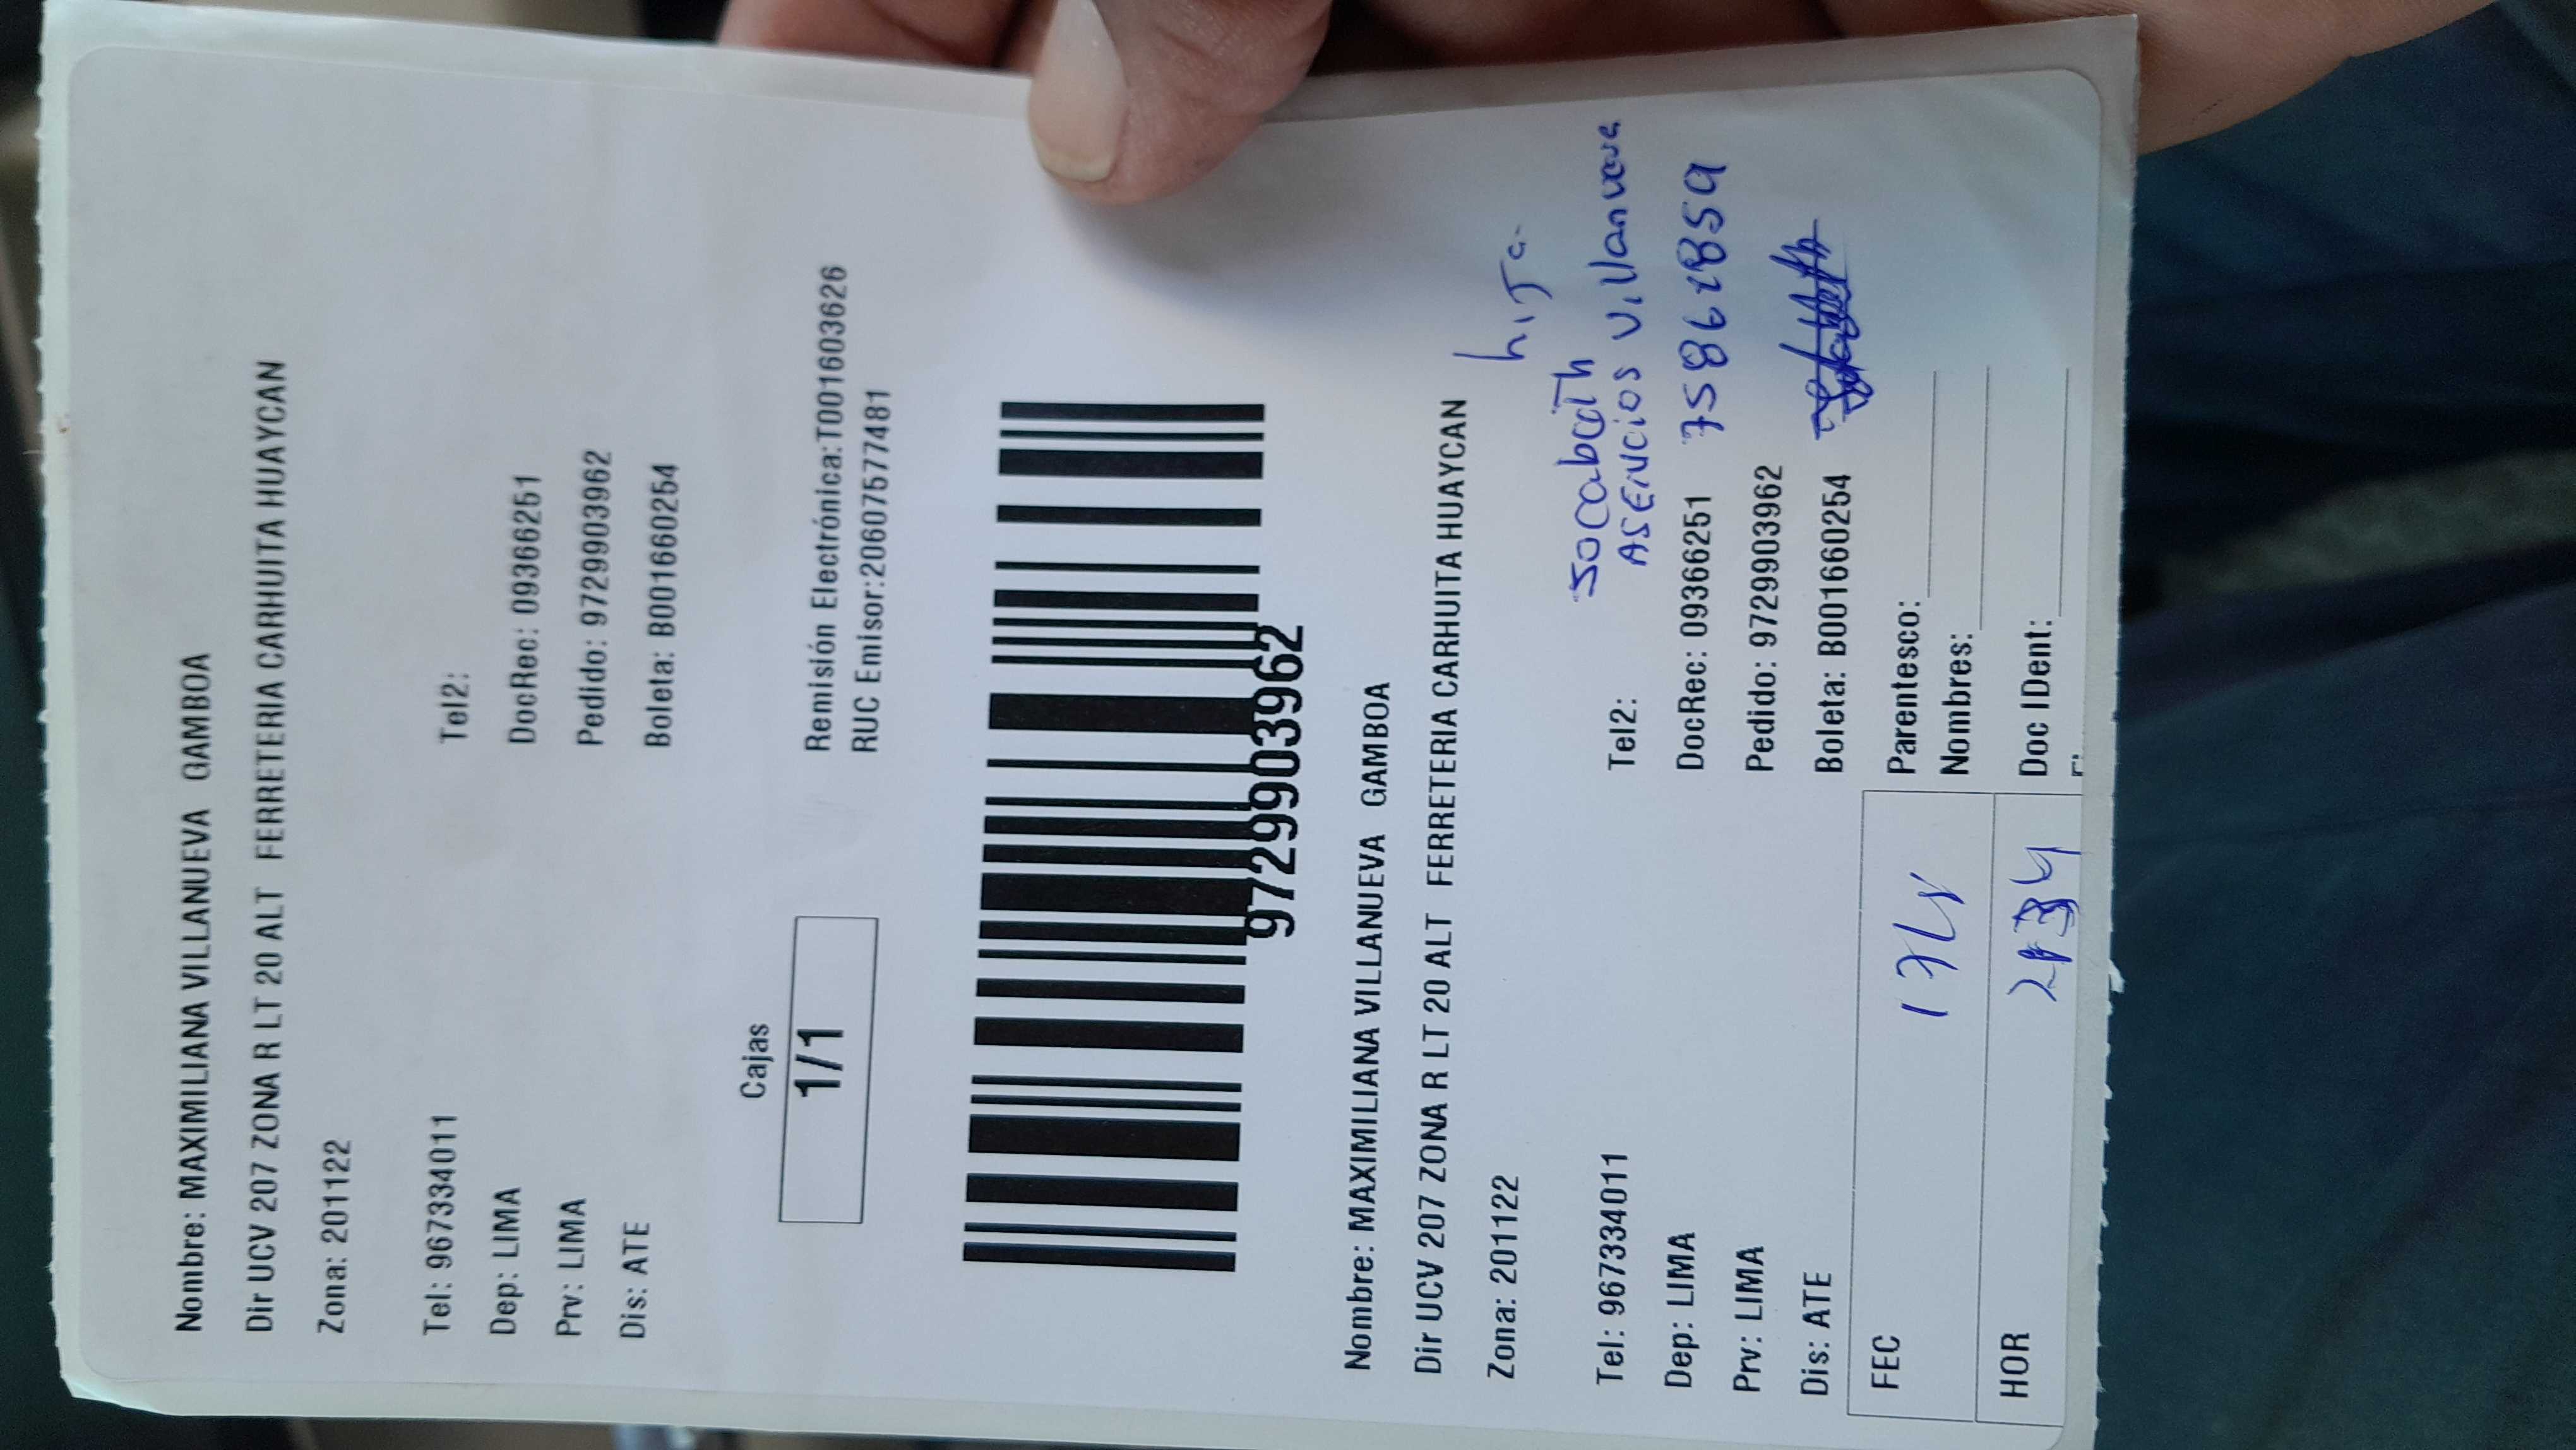 Nombre: MAXIMILIANA VILLANUEVA GAMBOA
Dir UCV 207 ZONA R LT 20 ALT FERRETERIA CARHUITA HUAYCAN
Zona: 201122
Tel: 967334011 Tel2:
Dep: LIMA DocRec: 09366251
Prv: LIMA Pedido: 9729903962
Dis: ATE Boleta: B001660254
Cajas
1/1
Remisión Electrónica:T001603626
RUC Emisor:20607577481
9729903962
Nombre: MAXIMILIANA VILLANUEVA GAMBOA
Dir UCV 207 ZONA R LT 20 ALT FERRETERIA CARHUITA HUAYCAN
Zona: 201122
hija
Tel: 967334011 Tel2:
ASENCIOS Villanueva
Dep: LIMA DocRec: 09366251 75862859
Prv: LIMA Pedido: 9729903962
Dis: ATE Boleta: B001660254
FEC Parentesco:
Nombres:
HOR Doc IDent: